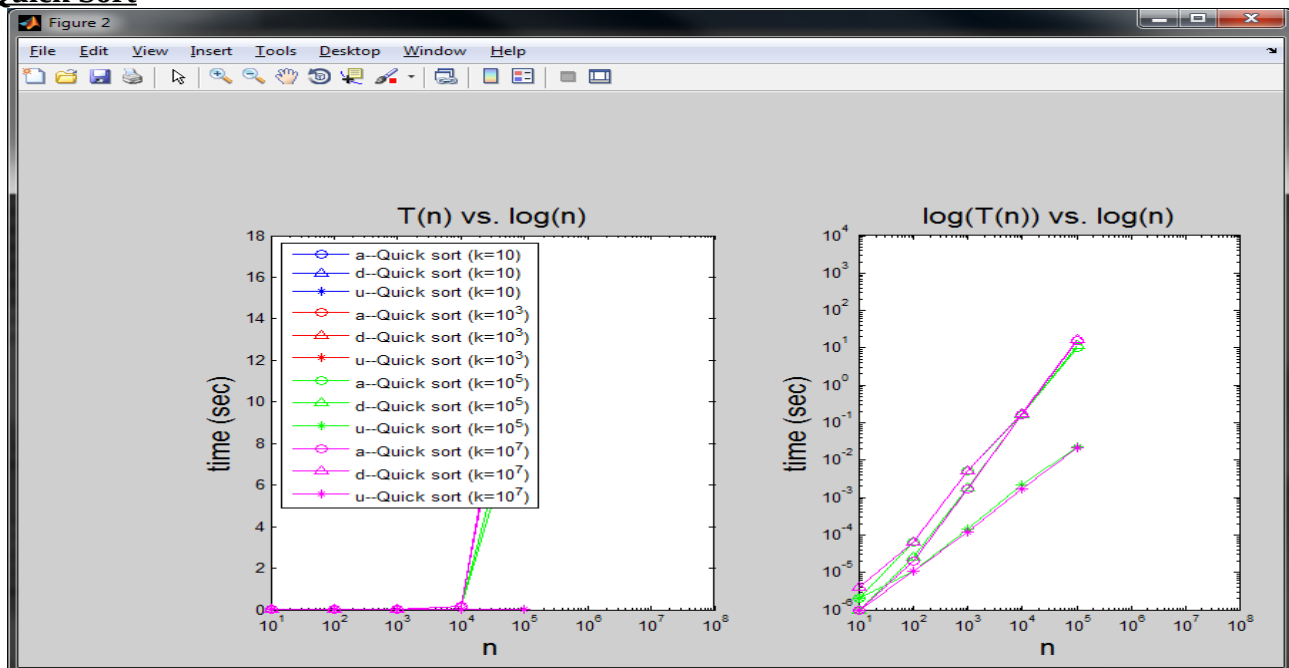 Quick Sort
Figure 2
File Edit View Insert Tools Desktop Window Help
T(n) vs. log(n)
time (sec)
18
16
14
12
10
8
6
4
2
0
a--Quick sort (k=10)
d--Quick sort (k=10)
u--Quick sort (k=10)
a--Quick sort (k=10³)
d--Quick sort (k=10³)
u--Quick sort (k=10³)
a--Quick sort (k=10⁵)
d--Quick sort (k=10⁵)
u--Quick sort (k=10⁵)
a--Quick sort (k=10⁷)
d--Quick sort (k=10⁷)
u--Quick sort (k=10⁷)
10¹ 10² 10³ 10⁴ 10⁵ 10⁶ 10⁷ 10⁸
n
log(T(n)) vs. log(n)
time (sec)
10⁴
10³
10²
10¹
10⁰
10⁻¹
10⁻²
10⁻³
10⁻⁴
10⁻⁵
10⁻⁶
10¹ 10² 10³ 10⁴ 10⁵ 10⁶ 10⁷ 10⁸
n